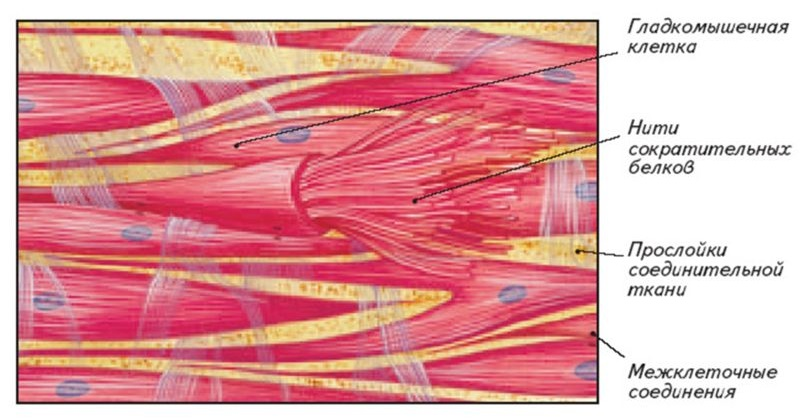 Гладкомышечная
клетка
Нити
сократительных
белков
Прослойки
соединительной
ткани
Межклеточные
соединения